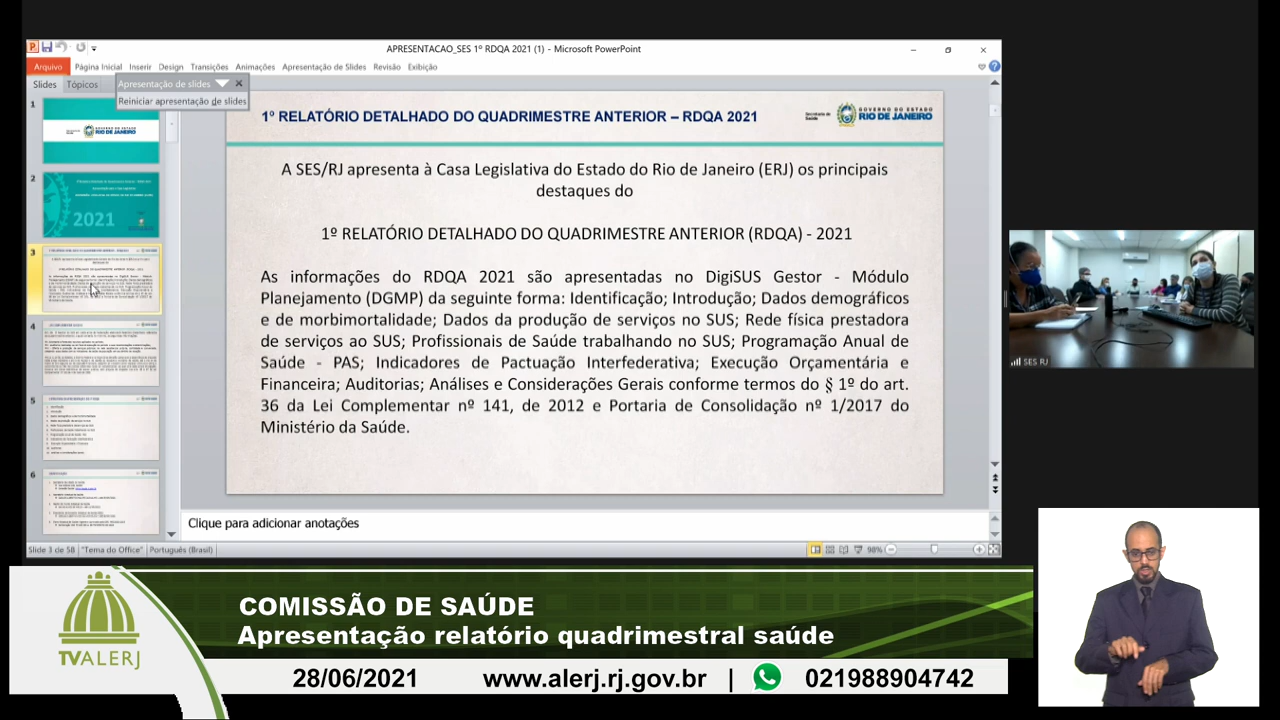 APRESENTACAO_SES 1º RDQA 2021 (1) - Microsoft PowerPoint
Arquivo Página Inicial Inserir Design Transições Animações Apresentação de Slides Revisão Exibição
Slides Tópicos
Apresentação de slides
Reiniciar apresentação de slides
1
2
2021
3
4
5
6
1º RELATÓRIO DETALHADO DO QUADRIMESTRE ANTERIOR – RDQA 2021
Secretaria de
Saúde
GOVERNO DO ESTADO
RIO DE JANEIRO
A SES/RJ apresenta à Casa Legislativa do Estado do Rio de Janeiro (ERJ) os principais
destaques do
1º RELATÓRIO DETALHADO DO QUADRIMESTRE ANTERIOR (RDQA) - 2021
As informações do RDQA 2021 são apresentadas no DigiSUS Gestor - Módulo
Planejamento (DGMP) da seguinte forma: Identificação; Introdução; Dados demográficos
e de morbimortalidade; Dados da produção de serviços no SUS; Rede física prestadora
de serviços ao SUS; Profissionais de Saúde trabalhando no SUS; Programação Anual de
Saúde - PAS; Indicadores de Pactuação Interfederativa; Execução Orçamentária e
Financeira; Auditorias; Análises e Considerações Gerais conforme termos do § 1º do art.
36 da Lei Complementar nº de 2012 e Portaria de Consolidação nº 1/2017 do
Ministério da Saúde.
Clique para adicionar anotações
Slide 3 de 58 "Tema do Office" Português (Brasil) 98%
SES RJ
TVALERJ
COMISSÃO DE SAÚDE
Apresentação relatório quadrimestral saúde
28/06/2021 www.alerj.rj.gov.br | 021988904742